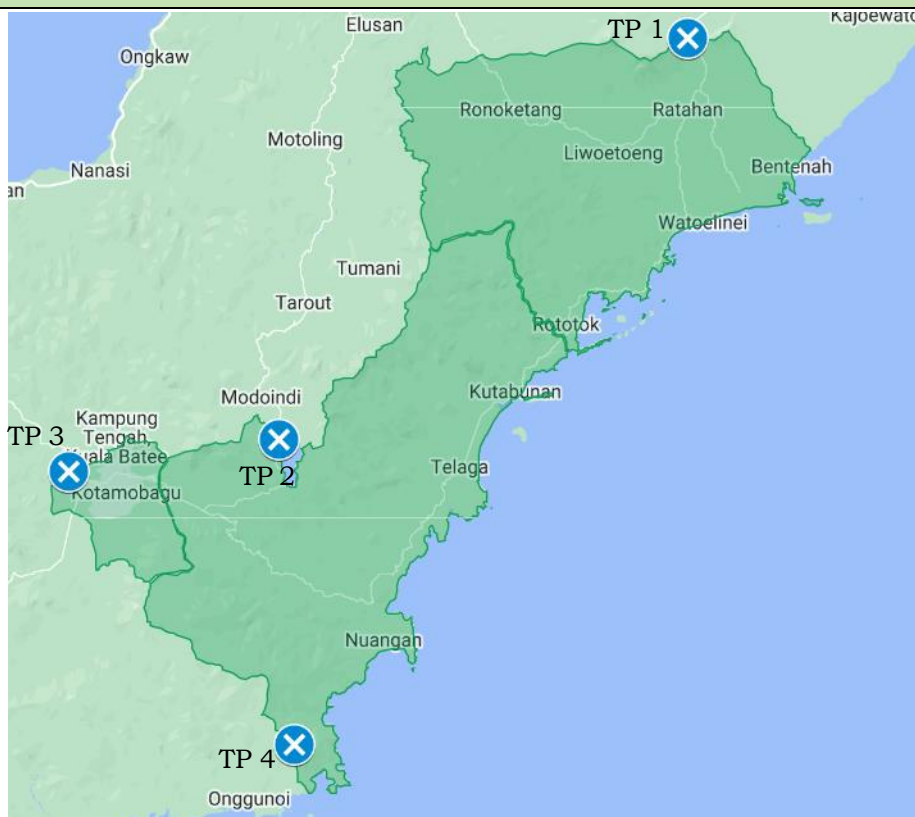 Elusan
TP 1
Kajoewato
Ongkaw
Ronoketang
Ratahan
Motoling
Liwoetoeng
Nanasi
an
Bentenah
Watoelinei
Tumani
Tarout
Rototok
Modoindi
Kutabunan
Kampung
Tengah
Kuala Batee
TP 3
TP 2
Telaga
Kotamobagu
Nuangan
TP 4
Onggunoi